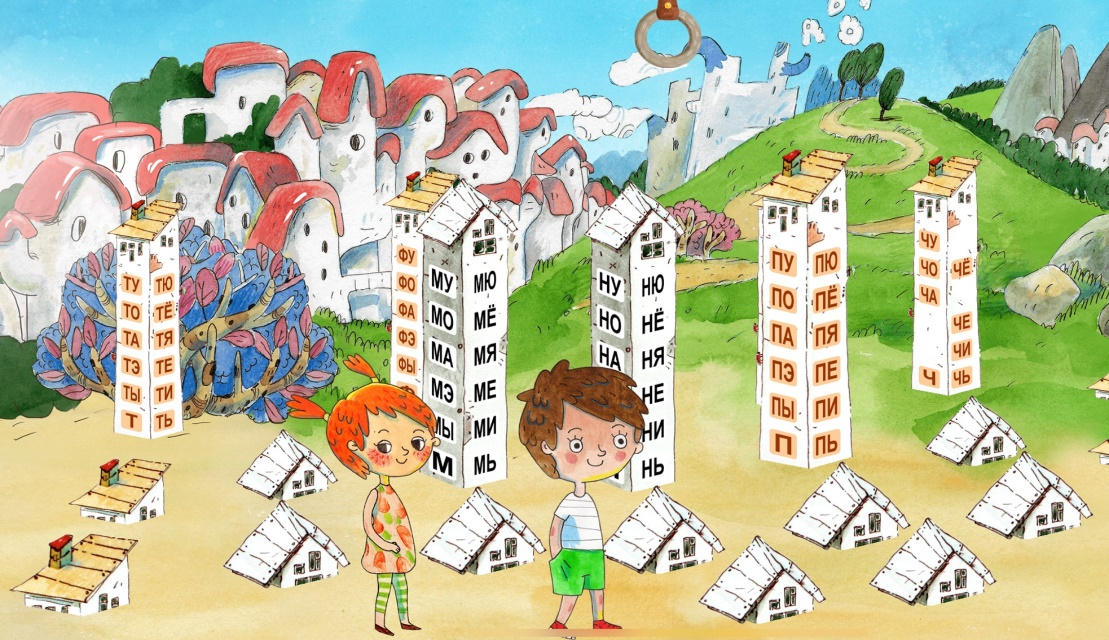 ТУ ТЮ
ТО ТЁ
ТА ТЯ
ТЭ ТЕ
ТЫ ТИ
Т ТЬ
ФУ
ФО
ФА
ФЭ
ФЫ
МУ МЮ
МО МЁ
МА МЯ
МЭ МЕ
МЫ МИ
М МЬ
НУ НЮ
НО НЁ
НА НЯ
НЕ
НИ
НЬ
ПУ ПЮ
ПО ПЁ
ПА ПЯ
ПЭ ПЕ
ПЫ ПИ
П ПЬ
ЧУ
ЧО ЧЁ
ЧА
ЧЕ
ЧИ
Ч ЧЬ